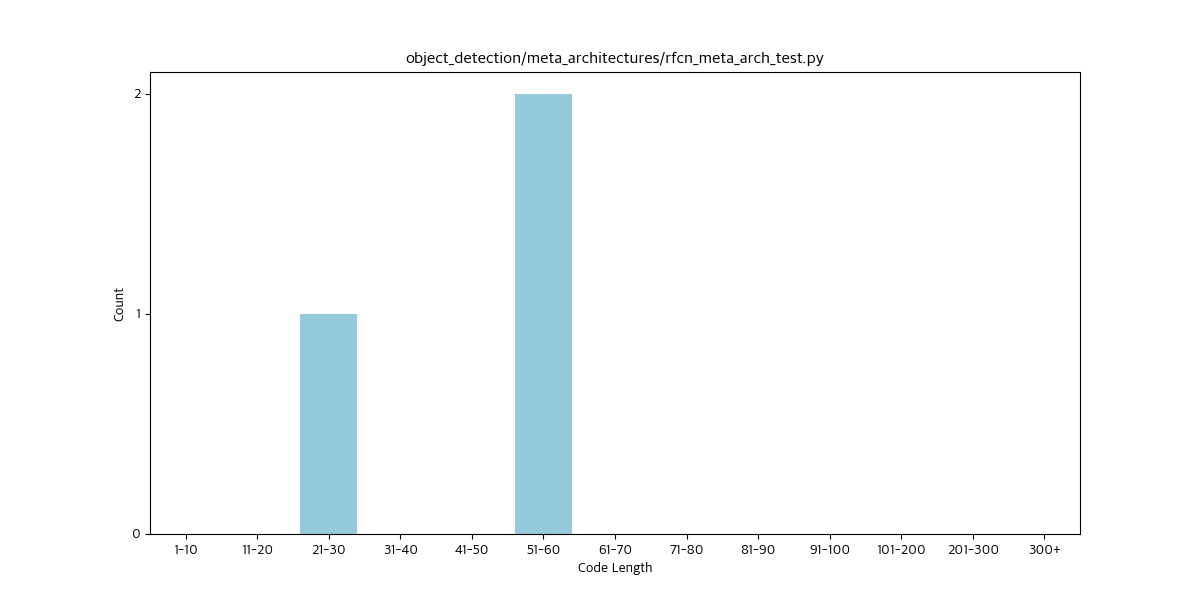 object_detection/meta_architectures/rfcn_meta_arch_test.py
2
1
0
Count
1-10 11-20 21-30 31-40 41-50 51-60 61-70 71-80 81-90 91-100 101-200 201-300 300+
Code Length